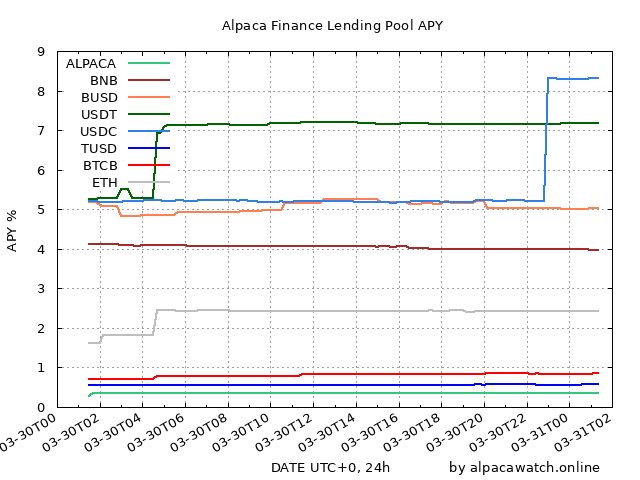 Alpaca Finance Lending Pool APY
9
8
7
6
5
4
3
2
1
0
APY %
ALPACA
BNB
BUSD
USDT
USDC
TUSD
BTCB
ETH
03-30T00
03-30T02
03-30T04
03-30T06
03-30T08
03-30T10
03-30T12
03-30T14
03-30T16
03-30T18
03-30T20
03-30T22
03-31T00
03-31T02
DATE UTC+0, 24h
by alpacawatch.online